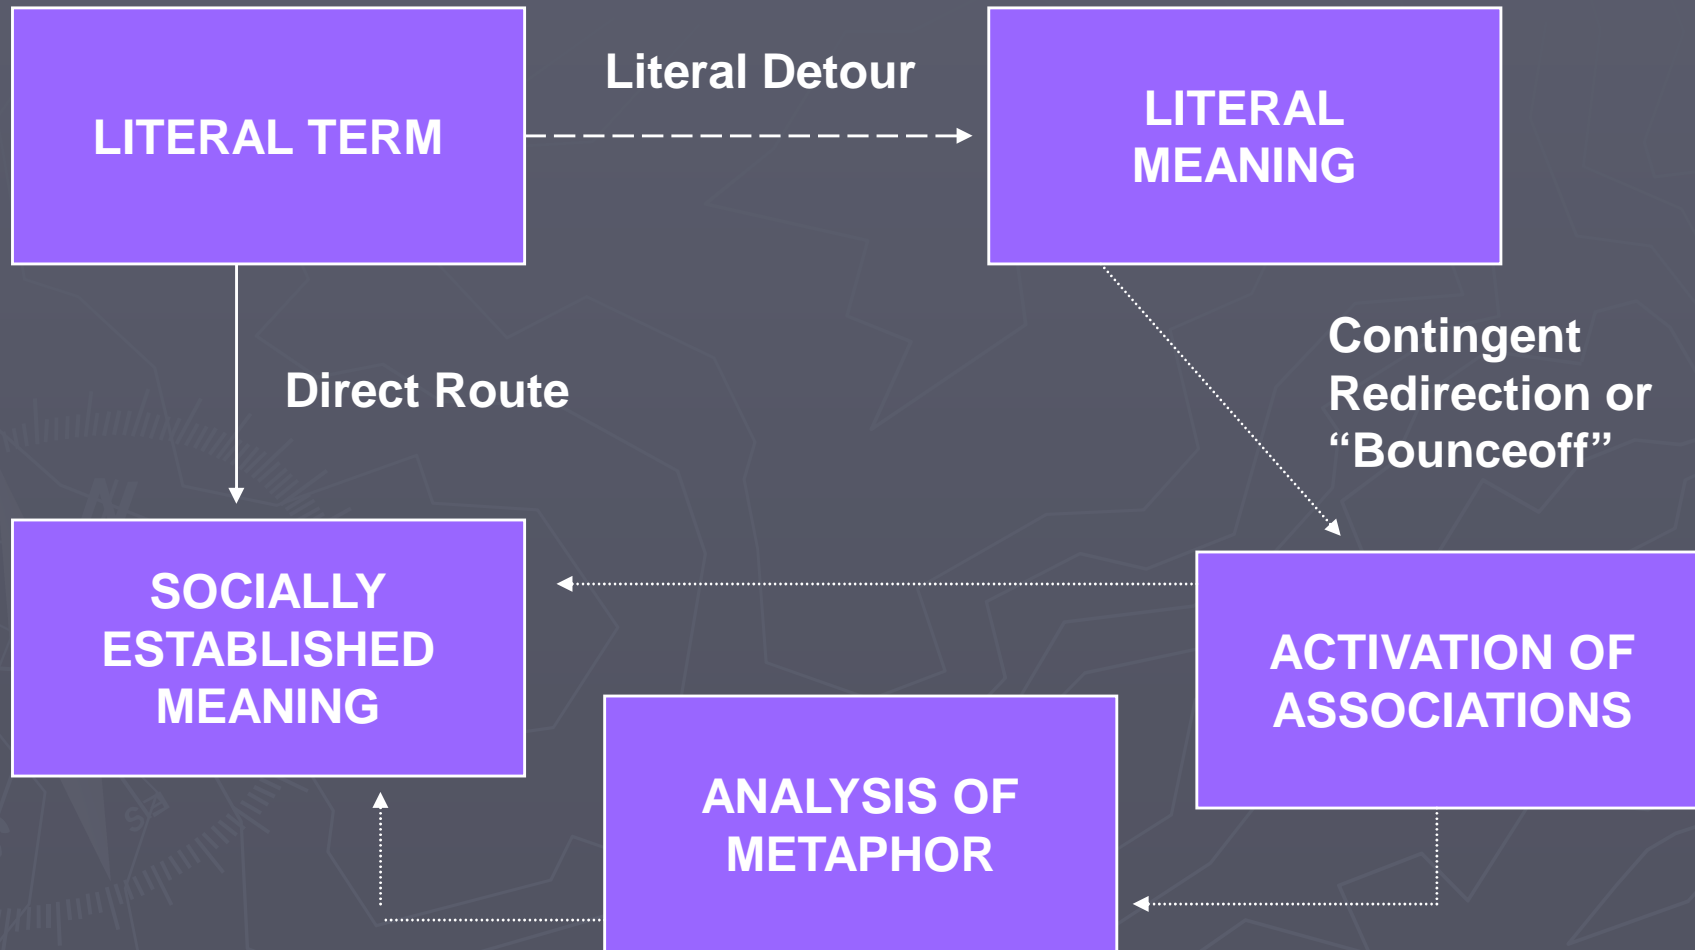 LITERAL TERM
Literal Detour
LITERAL
MEANING
Direct Route
Contingent
Redirection or
“Bounceoff”
SOCIALLY
ESTABLISHED
MEANING
ACTIVATION OF
ASSOCIATIONS
ANALYSIS OF
METAPHOR